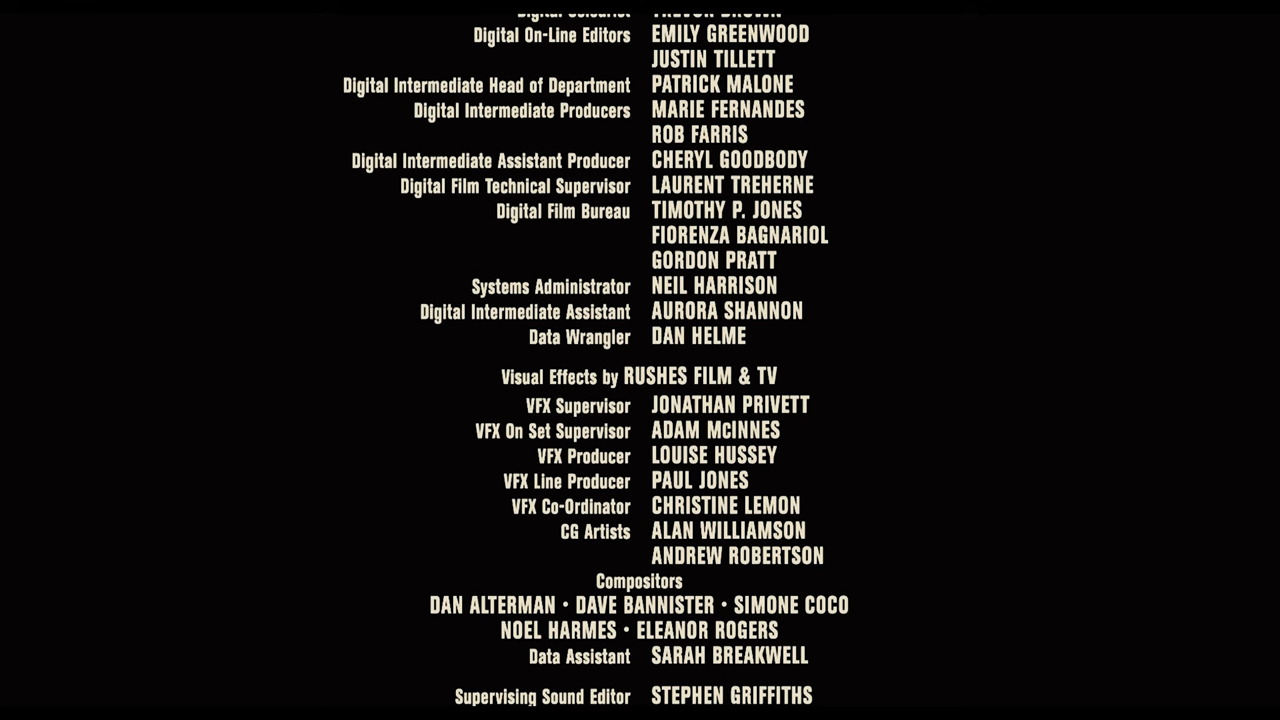 Digital Colourist TREVOR BROWN
Digital On-Line Editors EMILY GREENWOOD
JUSTIN TILLETT
Digital Intermediate Head of Department PATRICK MALONE
Digital Intermediate Producers MARIE FERNANDES
ROB FARRIS
Digital Intermediate Assistant Producer CHERYL GOODBODY
Digital Film Technical Supervisor LAURENT TREHERNE
Digital Film Bureau TIMOTHY P. JONES
FIORENZA BAGNARIOL
GORDON PRATT
Systems Administrator NEIL HARRISON
Digital Intermediate Assistant AURORA SHANNON
Data Wrangler DAN HELME
Visual Effects by RUSHES FILM & TV
VFX Supervisor JONATHAN PRIVETT
VFX On Set Supervisor ADAM McINNES
VFX Producer LOUISE HUSSEY
VFX Line Producer PAUL JONES
VFX Co-Ordinator CHRISTINE LEMON
CG Artists ALAN WILLIAMSON
ANDREW ROBERTSON
Compositors
DAN ALTERMAN • DAVE BANNISTER • SIMONE COCO
NOEL HARMES • ELEANOR ROGERS
Data Assistant SARAH BREAKWELL
Supervising Sound Editor STEPHEN GRIFFITHS